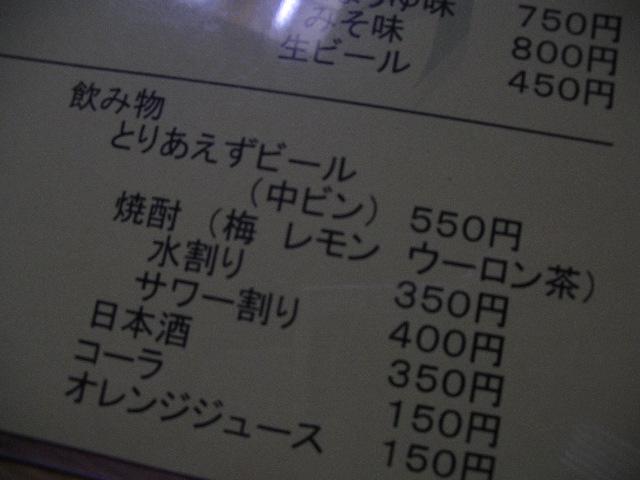 ょうゆ味 750円
みそ味 800円
生ビール 450円
飲み物
とりあえずビール
（中ビン） 550円
焼酎（梅 レモン ウーロン茶）
水割り 350円
サワー割り 400円
日本酒 350円
コーラ 150円
オレンジジュース 150円